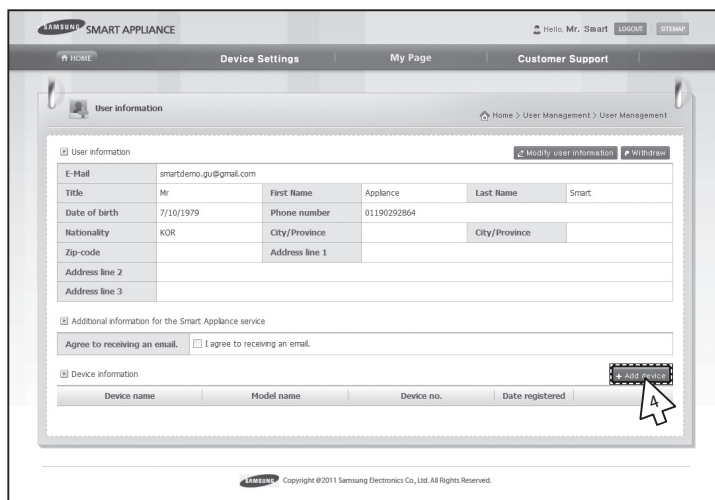 SAMSUNG SMART APPLIANCE Hello, Mr. Smart LOGOUT SITEMAP
HOME Device Settings My Page Customer Support
User information Home > User Management > User Management
User information Modify user information Withdraw
E-Mail smartdemo.gu@gmail.com
Title Mr First Name Appliance Last Name Smart
Date of birth 7/10/1979 Phone number 01190292864
Nationality KOR City/Province City/Province
Zip-code Address line 1
Address line 2
Address line 3
Additional information for the Smart Appliance service
Agree to receiving an email. I agree to receiving an email.
Device information + Add device
Device name Model name Device no. Date registered
4
SAMSUNG Copyright @2011 Samsung Electronics Co., Ltd. All Rights Reserved.